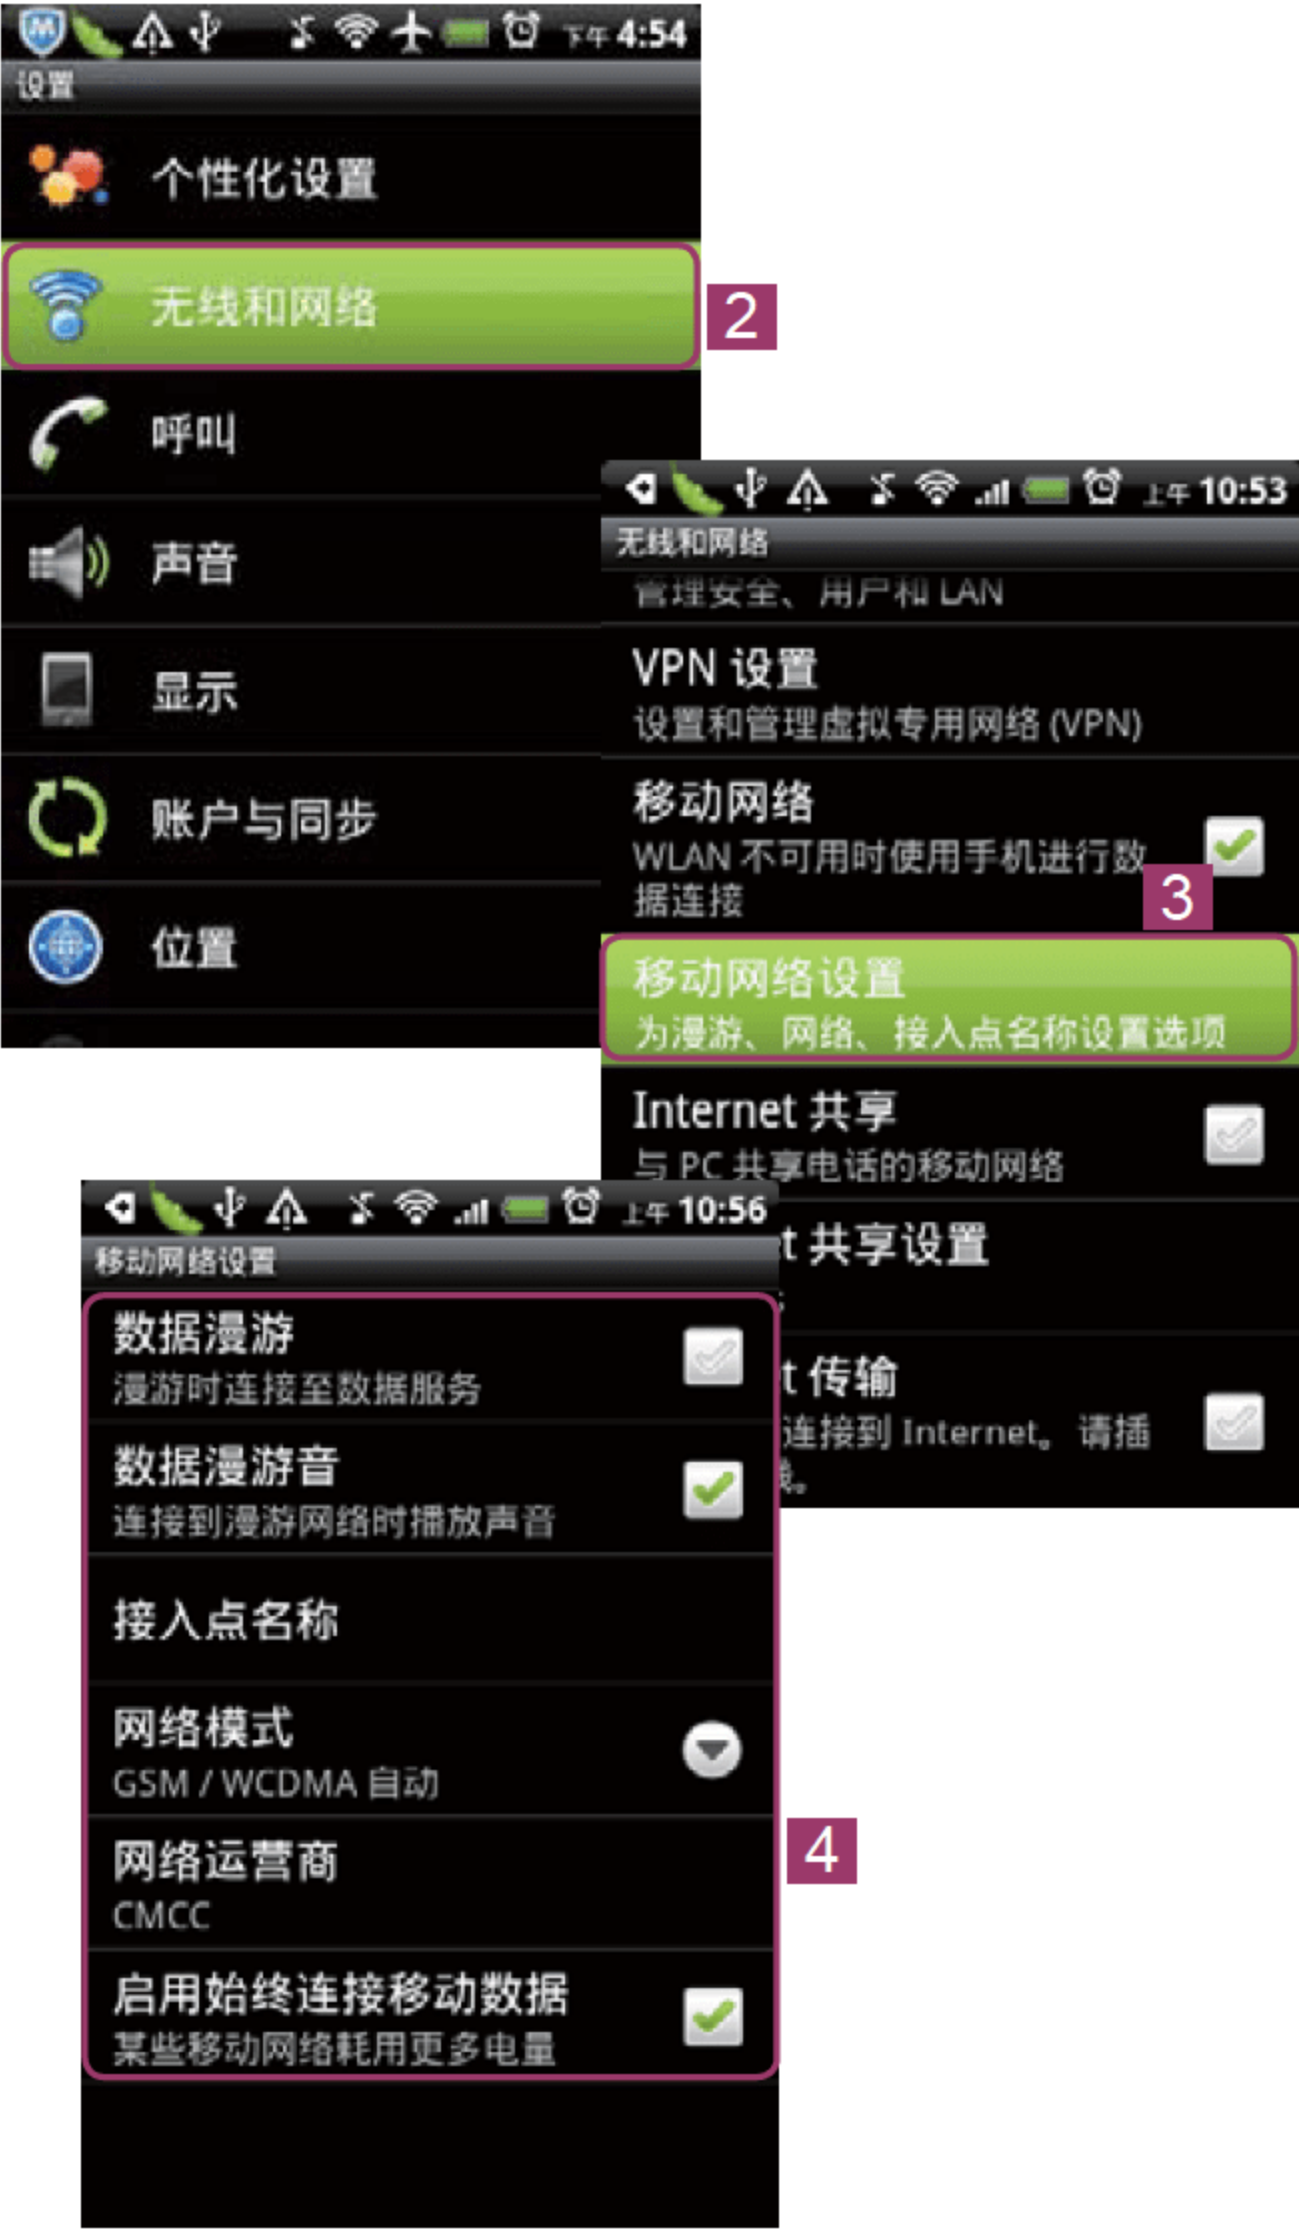 下午 4:54
设置
个性化设置
无线和网络
2
呼叫
声音
显示
账户与同步
位置
上午 10:53
无线和网络
管理安全、用户和 LAN
VPN 设置
设置和管理虚拟专用网络 (VPN)
移动网络
WLAN 不可用时使用手机进行数
据连接
3
移动网络设置
为漫游、网络、接入点名称设置选项
Internet 共享
与 PC 共享电话的移动网络
t 共享设置
t 传输
连接到 Internet。请插
上午 10:56
移动网络设置
数据漫游
漫游时连接至数据服务
数据漫游音
连接到漫游网络时播放声音
接入点名称
网络模式
GSM / WCDMA 自动
网络运营商
CMCC
4
启用始终连接移动数据
某些移动网络耗用更多电量